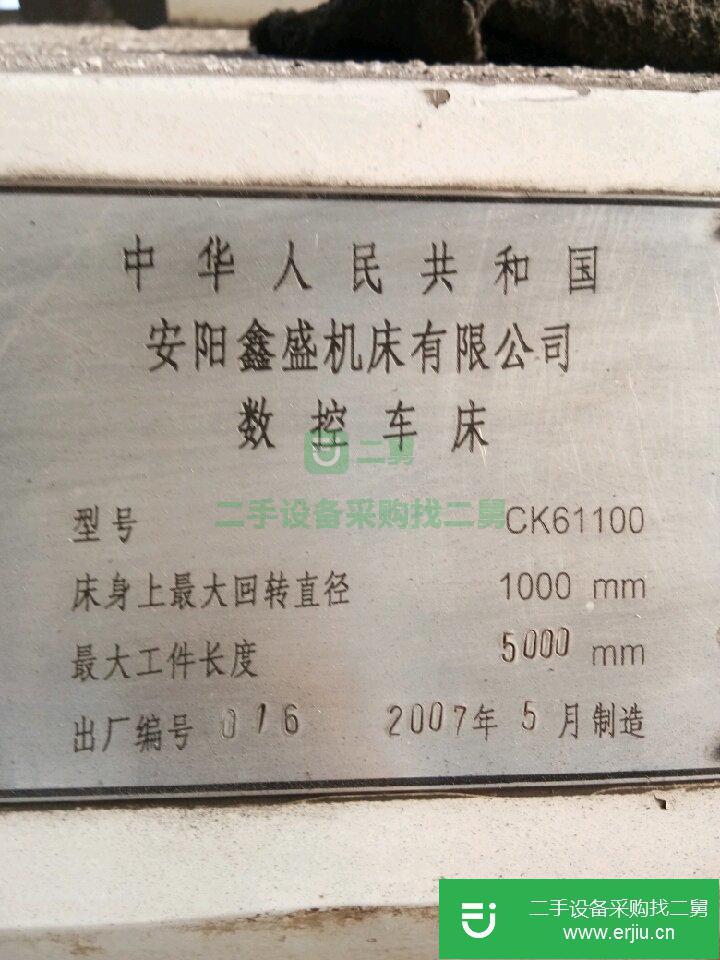 中华人民共和国
安阳鑫盛机床有限公司
数控车床
二舅
二手设备采购找二舅
型号 CK61100
床身上最大回转直径 1000 mm
最大工件长度 5000 mm
出厂编号 016 2007年 5 月制造
二手设备采购找二舅
www.erjiu.cn